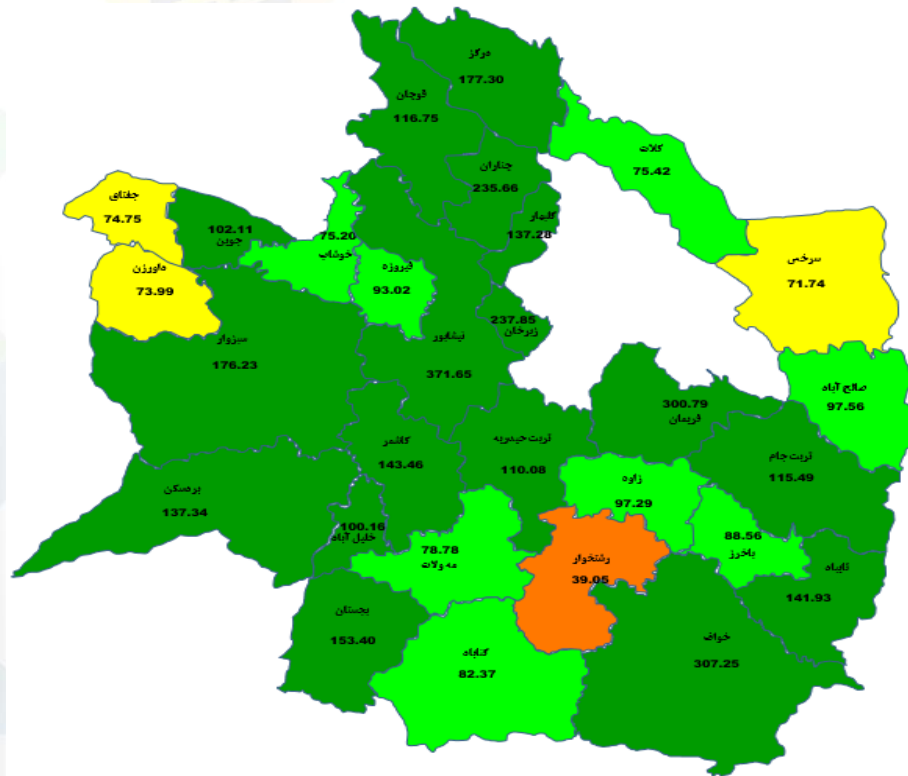 درگز
177.30
قوچان
116.75
کلات
75.42
چناران
235.66
جغتای
74.75
گلبهار
137.28
102.11
جوین
75.20
خوشاب
فیروزه
93.02
سرخس
71.74
داورزن
73.99
237.85
زبرخان
سبزوار
176.23
نیشابور
371.65
صالح آباد
97.56
300.79
فریمان
کاشمر
143.46
تربت حیدریه
110.08
تربت جام
115.49
بردسکن
137.34
زاوه
97.29
100.16
خلیل آباد
78.78
مه ولات
88.56
باخرز
رشتخوار
39.05
تایباد
141.93
بجستان
153.40
خواف
307.25
گناباد
82.37